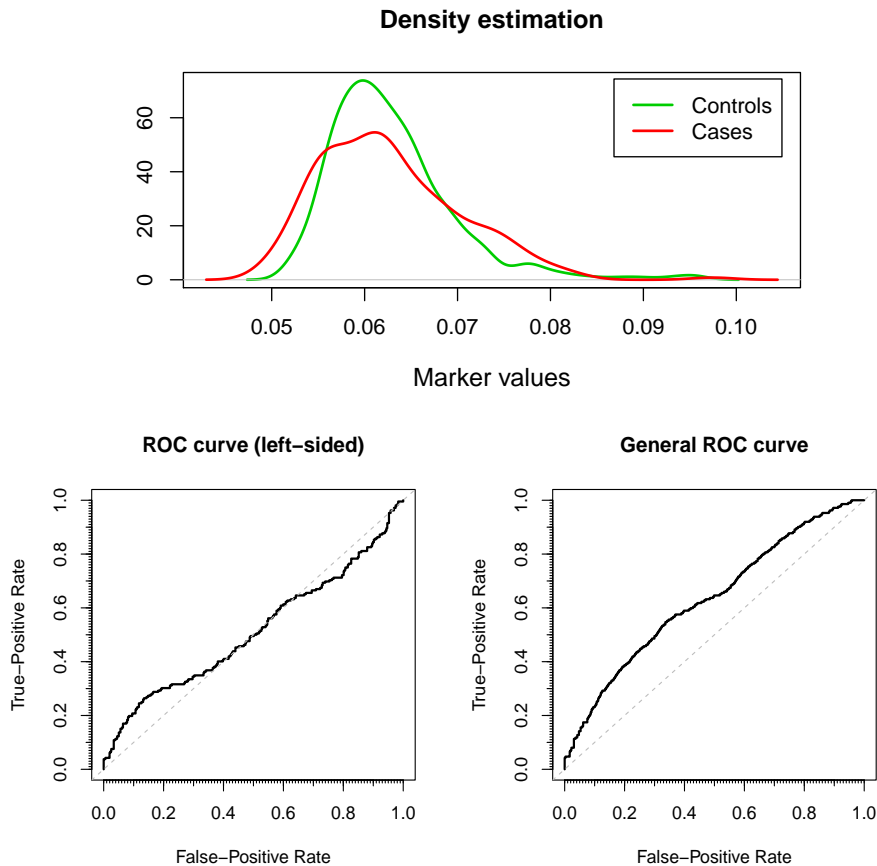 Density estimation
60
40
20
0
Controls
Cases
0.05 0.06 0.07 0.08 0.09 0.10
Marker values
ROC curve (left−sided)
True−Positive Rate
1.0
0.8
0.6
0.4
0.2
0.0
0.0 0.2 0.4 0.6 0.8 1.0
False−Positive Rate
General ROC curve
True−Positive Rate
1.0
0.8
0.6
0.4
0.2
0.0
0.0 0.2 0.4 0.6 0.8 1.0
False−Positive Rate